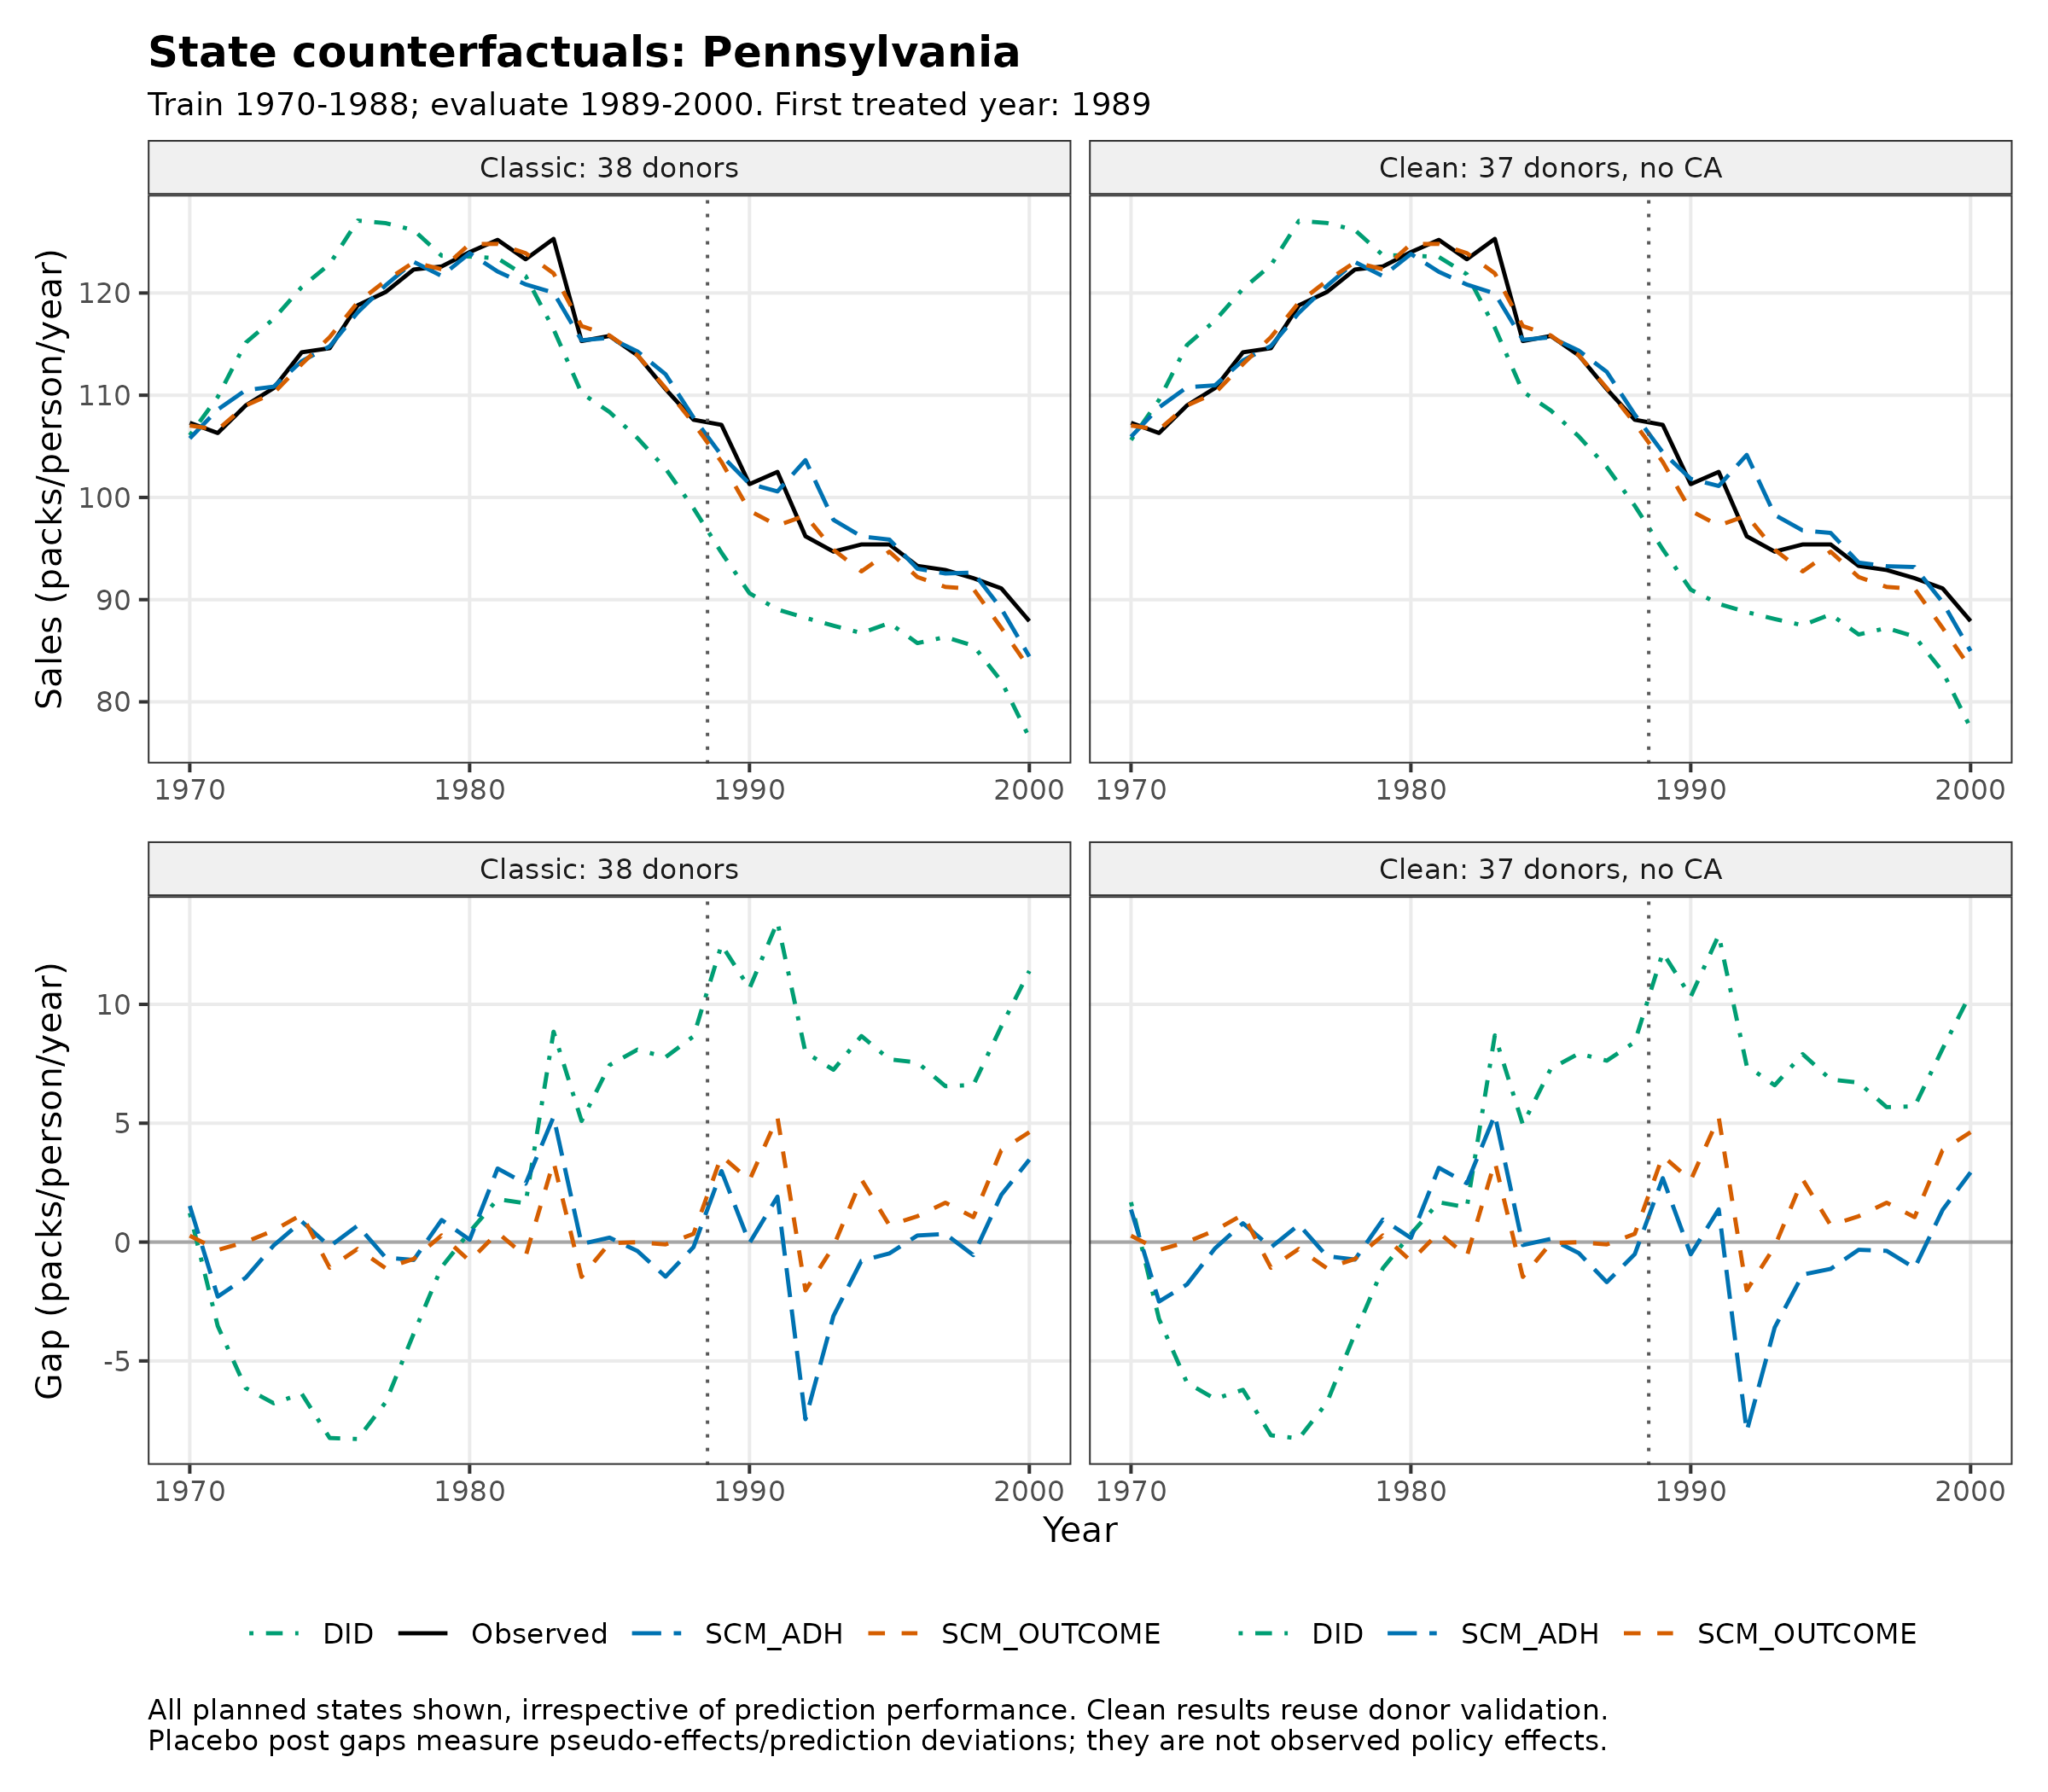 State counterfactuals: Pennsylvania
Train 1970-1988; evaluate 1989-2000. First treated year: 1989
Classic: 38 donors
Clean: 37 donors, no CA
Sales (packs/person/year)
120
110
100
90
80
1970 1980 1990 2000
1970 1980 1990 2000
Classic: 38 donors
Clean: 37 donors, no CA
Gap (packs/person/year)
10
5
0
-5
1970 1980 1990 2000
1970 1980 1990 2000
Year
DID Observed SCM_ADH SCM_OUTCOME
DID SCM_ADH SCM_OUTCOME
All planned states shown, irrespective of prediction performance. Clean results reuse donor validation.
Placebo post gaps measure pseudo-effects/prediction deviations; they are not observed policy effects.